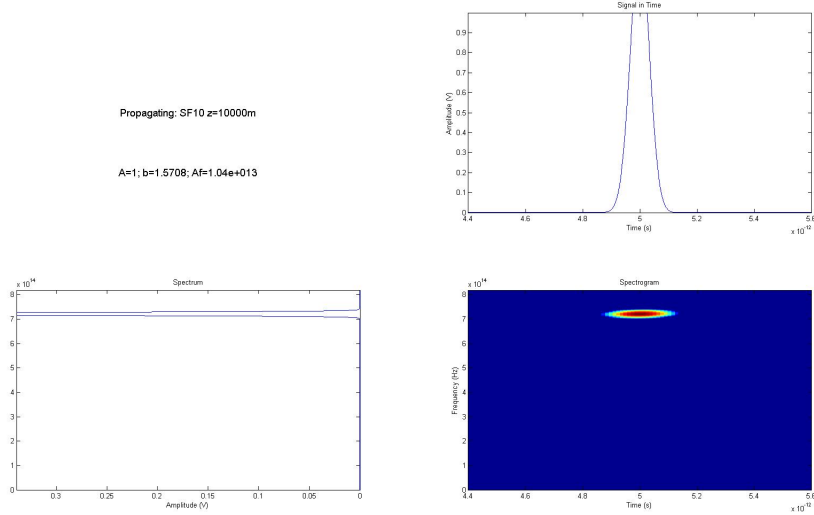 Propagating: SF10 z=10000m
A=1; b=1.5708; Af=1.04e+013
Signal in Time
Amplitude (V)
0.9
0.8
0.7
0.6
0.5
0.4
0.3
0.2
0.1
0
4.4 4.6 4.8 5 5.2 5.4 5.6
Time (s)
x 10^-12
Spectrum
x 10^14
8
7
6
5
4
3
2
1
0
0.3 0.25 0.2 0.15 0.1 0.05 0
Amplitude (V)
Spectrogram
x 10^14
Frequency (Hz)
8
7
6
5
4
3
2
1
0
4.4 4.6 4.8 5 5.2 5.4 5.6
Time (s)
x 10^-12